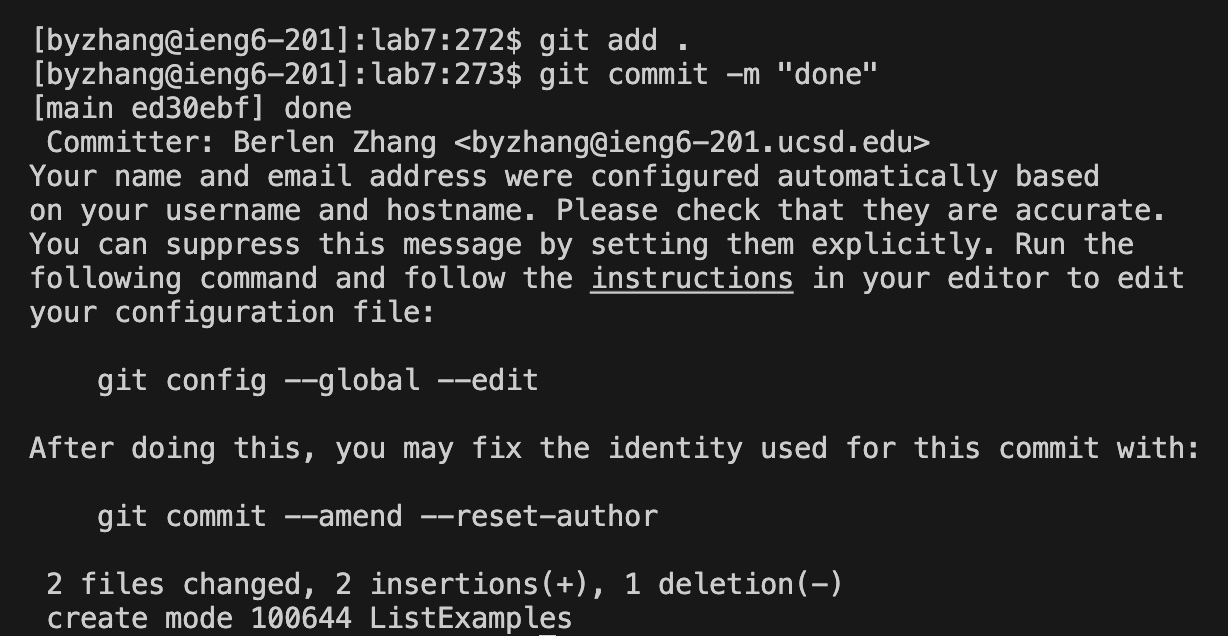 [byzhang@ieng6-201]:lab7:272$ git add .
[byzhang@ieng6-201]:lab7:273$ git commit -m "done"
[main ed30ebf] done
 Committer: Berlen Zhang <byzhang@ieng6-201.ucsd.edu>
Your name and email address were configured automatically based
on your username and hostname. Please check that they are accurate.
You can suppress this message by setting them explicitly. Run the
following command and follow the instructions in your editor to edit
your configuration file:

    git config --global --edit

After doing this, you may fix the identity used for this commit with:

    git commit --amend --reset-author

 2 files changed, 2 insertions(+), 1 deletion(-)
 create mode 100644 ListExamples